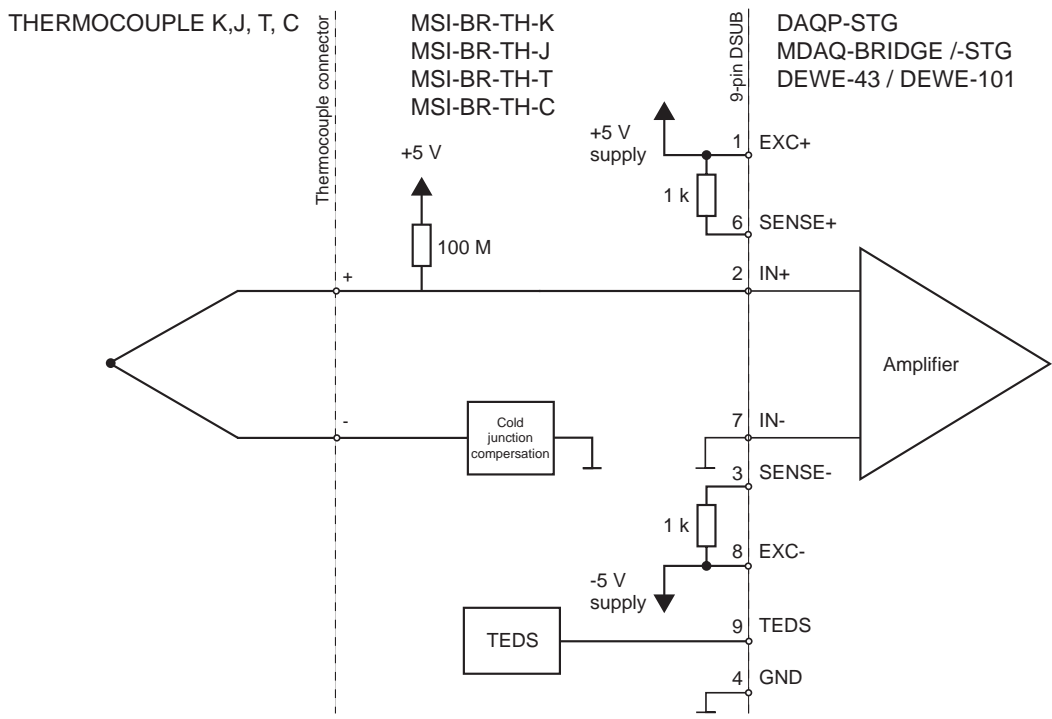 THERMOCOUPLE K,J, T, C
Thermocouple connector
MSI-BR-TH-K
MSI-BR-TH-J
MSI-BR-TH-T
MSI-BR-TH-C
9-pin DSUB
DAQP-STG
MDAQ-BRIDGE /-STG
DEWE-43 / DEWE-101
+5 V
supply
1 EXC+
+5 V
1 k
6 SENSE+
100 M
+
2 IN+
Amplifier
-
Cold
junction
compersation
7 IN-
3 SENSE-
1 k
8 EXC-
-5 V
supply
TEDS
9 TEDS
4 GND